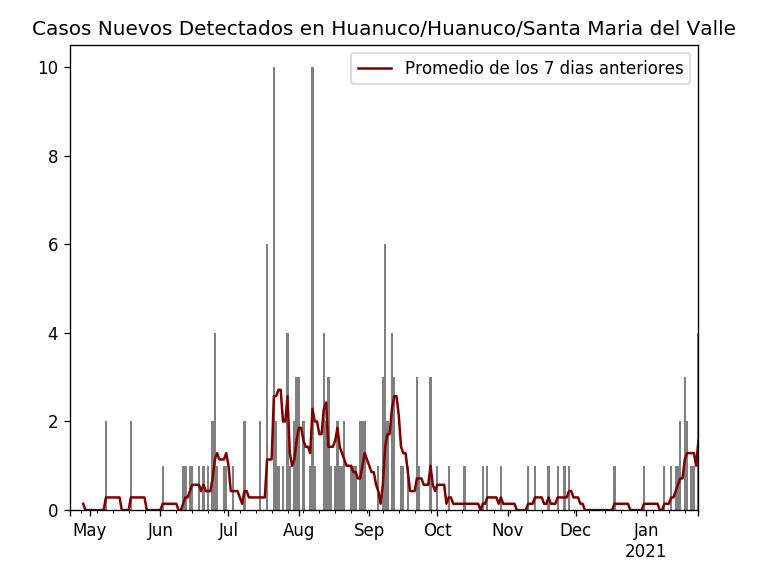 Casos Nuevos Detectados en Huanuco/Huanuco/Santa Maria del Valle
Promedio de los 7 dias anteriores
10
8
6
4
2
0
May Jun Jul Aug Sep Oct Nov Dec Jan
2021